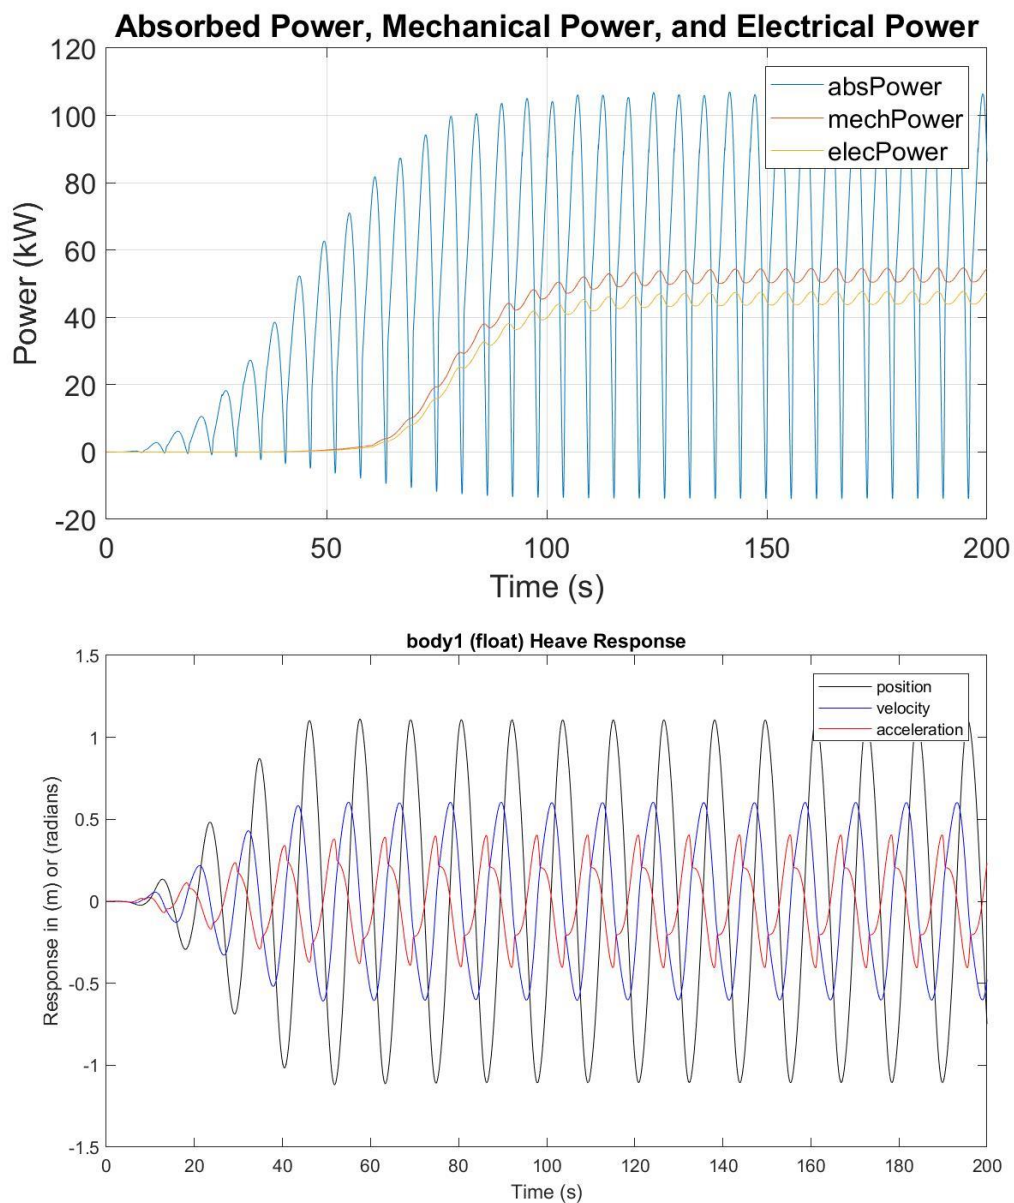 Absorbed Power, Mechanical Power, and Electrical Power
120
100
80
60
40
20
0
-20
Power (kW)
absPower
mechPower
elecPower
0 50 100 150 200
Time (s)
body1 (float) Heave Response
1.5
1
0.5
0
-0.5
-1
-1.5
Response in (m) or (radians)
position
velocity
acceleration
0 20 40 60 80 100 120 140 160 180 200
Time (s)